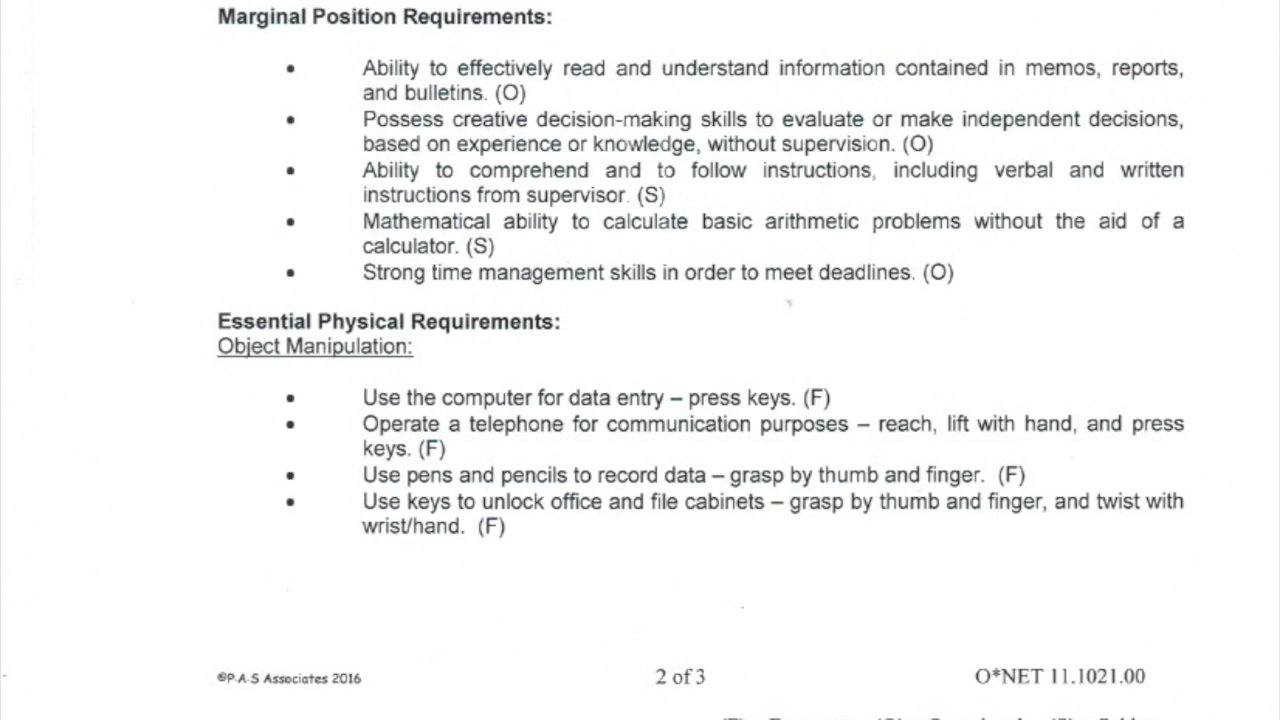 Marginal Position Requirements:
• Ability to effectively read and understand information contained in memos, reports,
and bulletins. (O)
• Possess creative decision-making skills to evaluate or make independent decisions,
based on experience or knowledge, without supervision. (O)
• Ability to comprehend and to follow instructions, including verbal and written
instructions from supervisor. (S)
• Mathematical ability to calculate basic arithmetic problems without the aid of a
calculator. (S)
• Strong time management skills in order to meet deadlines. (O)
Essential Physical Requirements:
Object Manipulation:
• Use the computer for data entry – press keys. (F)
• Operate a telephone for communication purposes – reach, lift with hand, and press
keys. (F)
• Use pens and pencils to record data – grasp by thumb and finger. (F)
• Use keys to unlock office and file cabinets – grasp by thumb and finger, and twist with
wrist/hand. (F)
©P.A.S Associates 2016 2 of 3 O*NET 11.1021.00